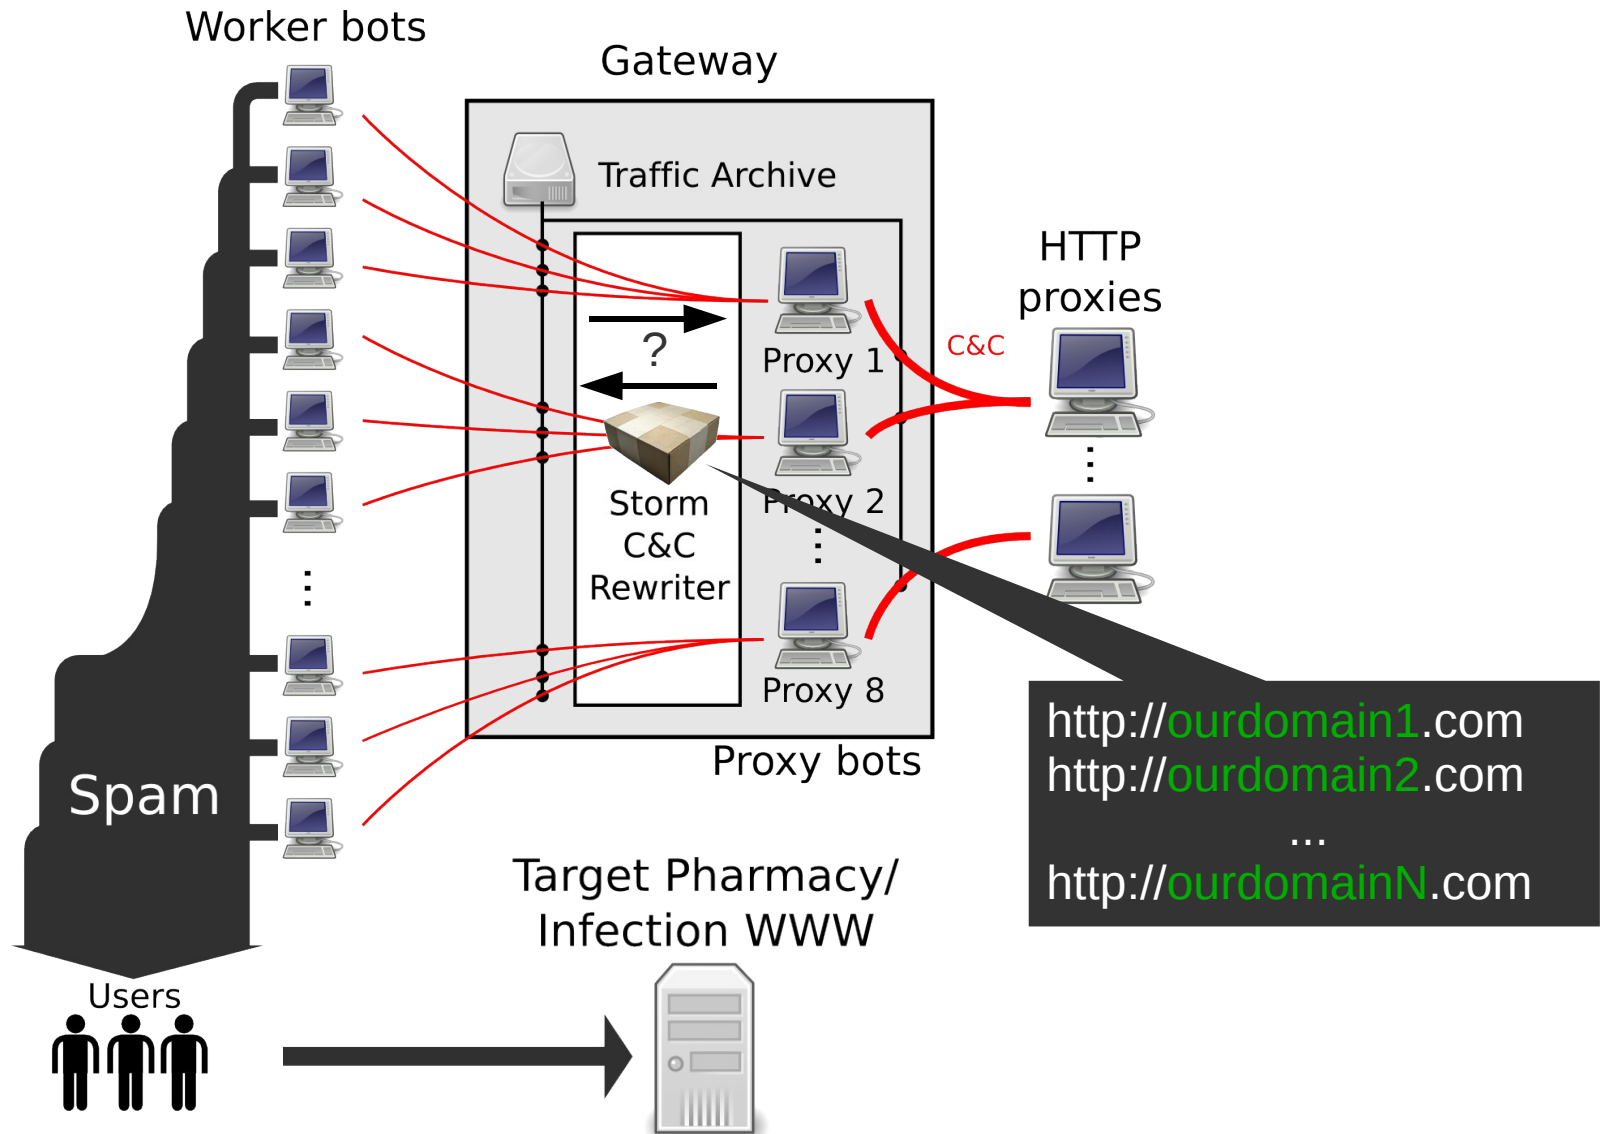 Worker bots
Gateway
Traffic Archive
HTTP
proxies
?
C&C
Proxy 1
Proxy 2
Storm
C&C
Rewriter
...
...
...
Proxy 8
Proxy bots
http://ourdomain1.com
http://ourdomain2.com
...
http://ourdomainN.com
Spam
Target Pharmacy/
Infection WWW
Users